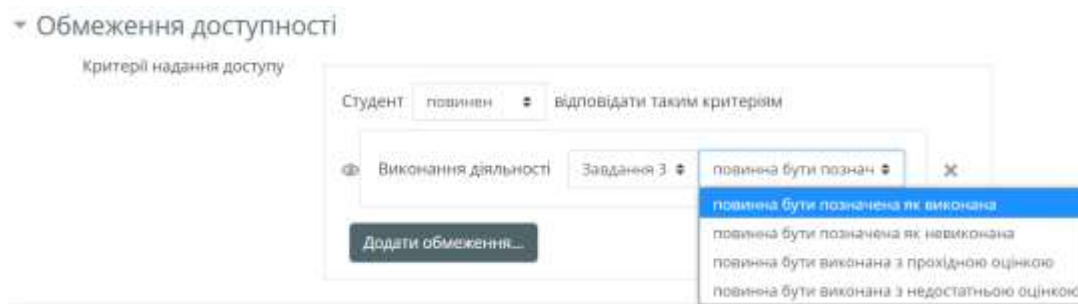 Обмеження доступності
Критерії надання доступу
Студент повинен відповідати таким критеріям
Виконання діяльності Завдання 3 повинна бути познач
повинна бути позначена як виконана
повинна бути позначена як невиконана
Додати обмеження...
повинна бути виконана з прохідною оцінкою
повинна бути виконана з недостатньою оцінкою